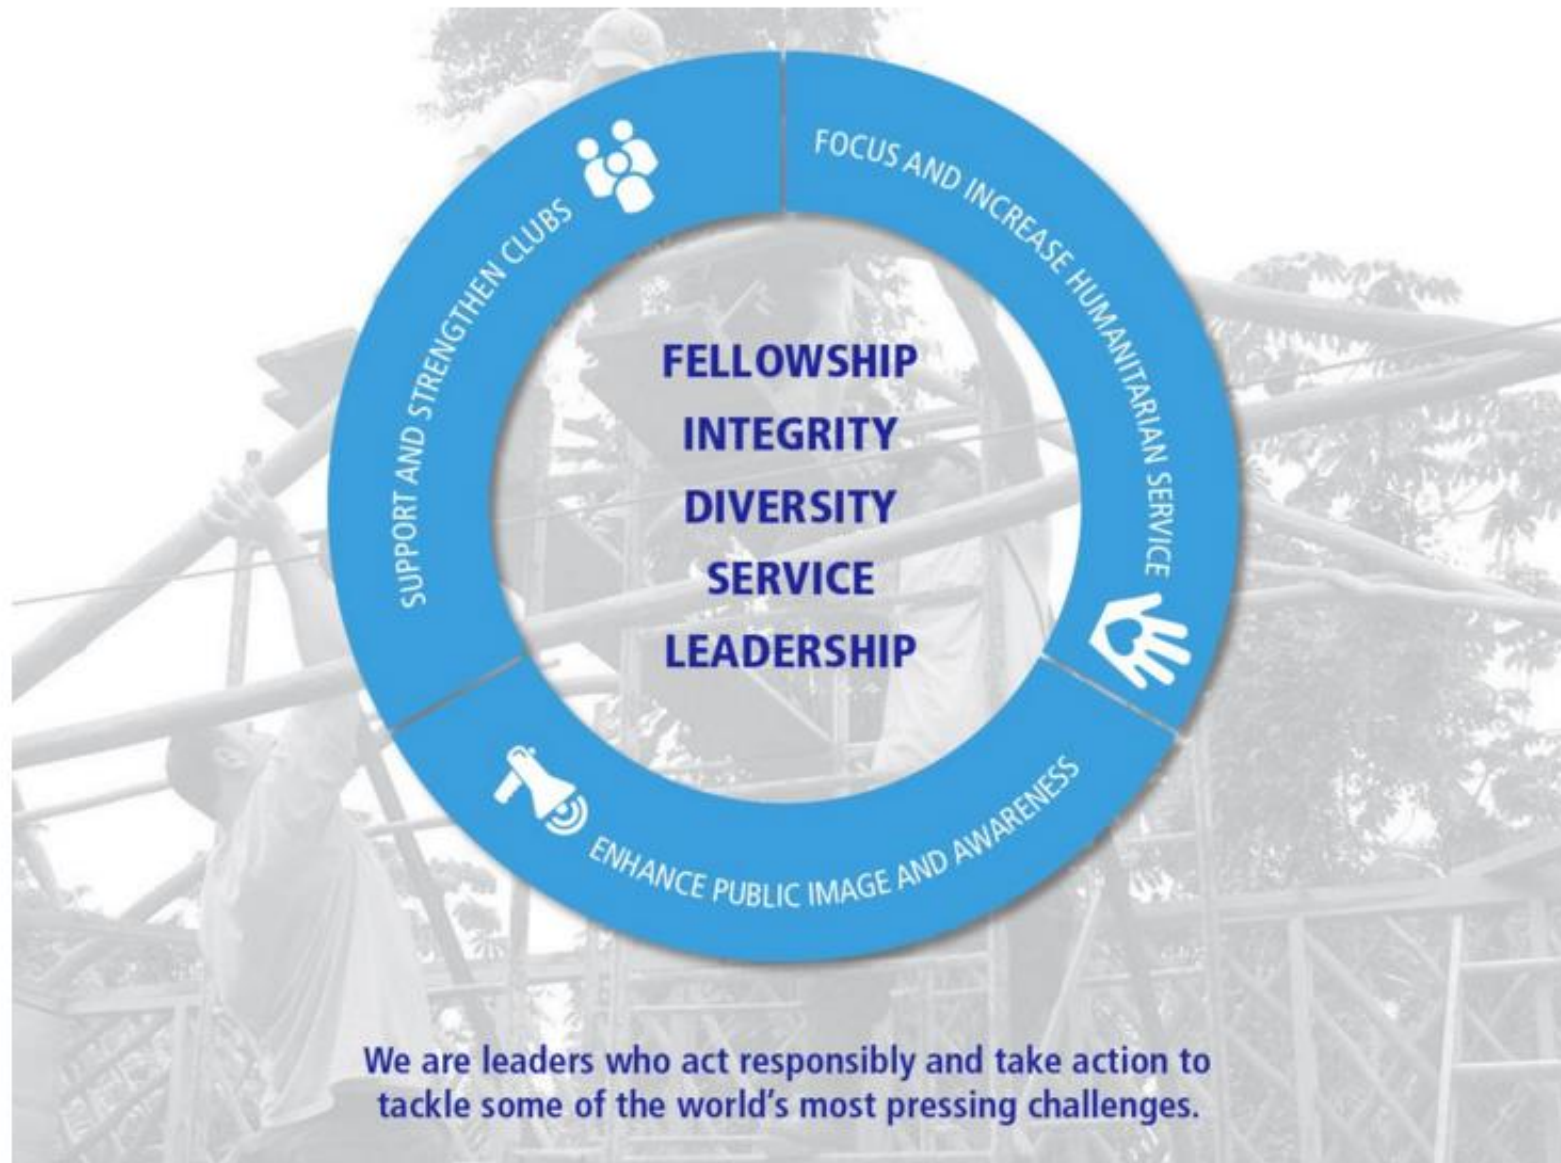 SUPPORT AND STRENGTHEN CLUBS
FOCUS AND INCREASE HUMANITARIAN SERVICE
ENHANCE PUBLIC IMAGE AND AWARENESS
FELLOWSHIP
INTEGRITY
DIVERSITY
SERVICE
LEADERSHIP
We are leaders who act responsibly and take action to
tackle some of the world's most pressing challenges.